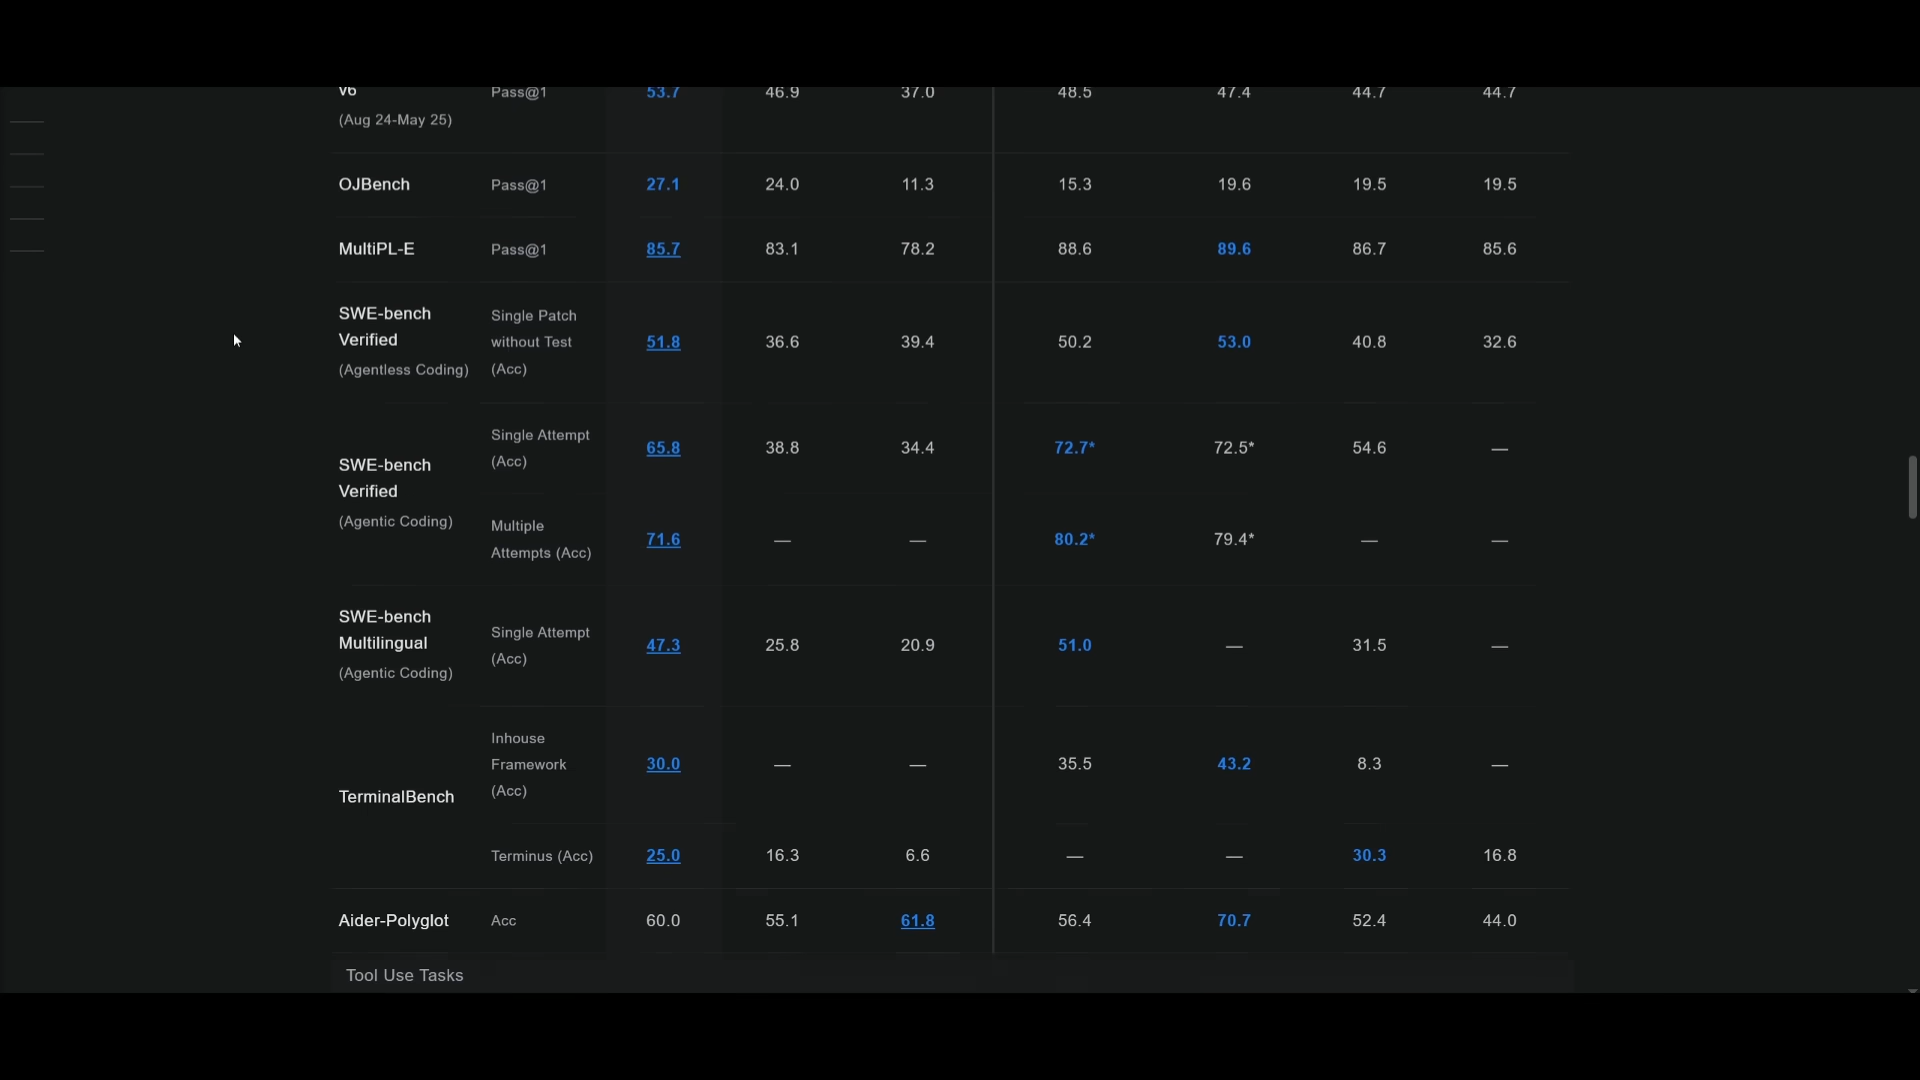 v6 Pass@1 53.7 46.9 37.0 48.5 47.4 44.7 44.7
(Aug 24-May 25)
OJBench Pass@1 27.1 24.0 11.3 15.3 19.6 19.5 19.5
MultiPL-E Pass@1 85.7 83.1 78.2 88.6 89.6 86.7 85.6
SWE-bench
Verified
(Agentless Coding)
Single Patch
without Test
(Acc)
51.8 36.6 39.4 50.2 53.0 40.8 32.6
SWE-bench
Verified
(Agentic Coding)
Single Attempt
(Acc)
65.8 38.8 34.4 72.7* 72.5* 54.6 —
Multiple
Attempts (Acc)
71.6 — — 80.2* 79.4* — —
SWE-bench
Multilingual
(Agentic Coding)
Single Attempt
(Acc)
47.3 25.8 20.9 51.0 — 31.5 —
TerminalBench
Inhouse
Framework
(Acc)
30.0 — — 35.5 43.2 8.3 —
Terminus (Acc) 25.0 16.3 6.6 — — 30.3 16.8
Aider-Polyglot Acc 60.0 55.1 61.8 56.4 70.7 52.4 44.0
Tool Use Tasks